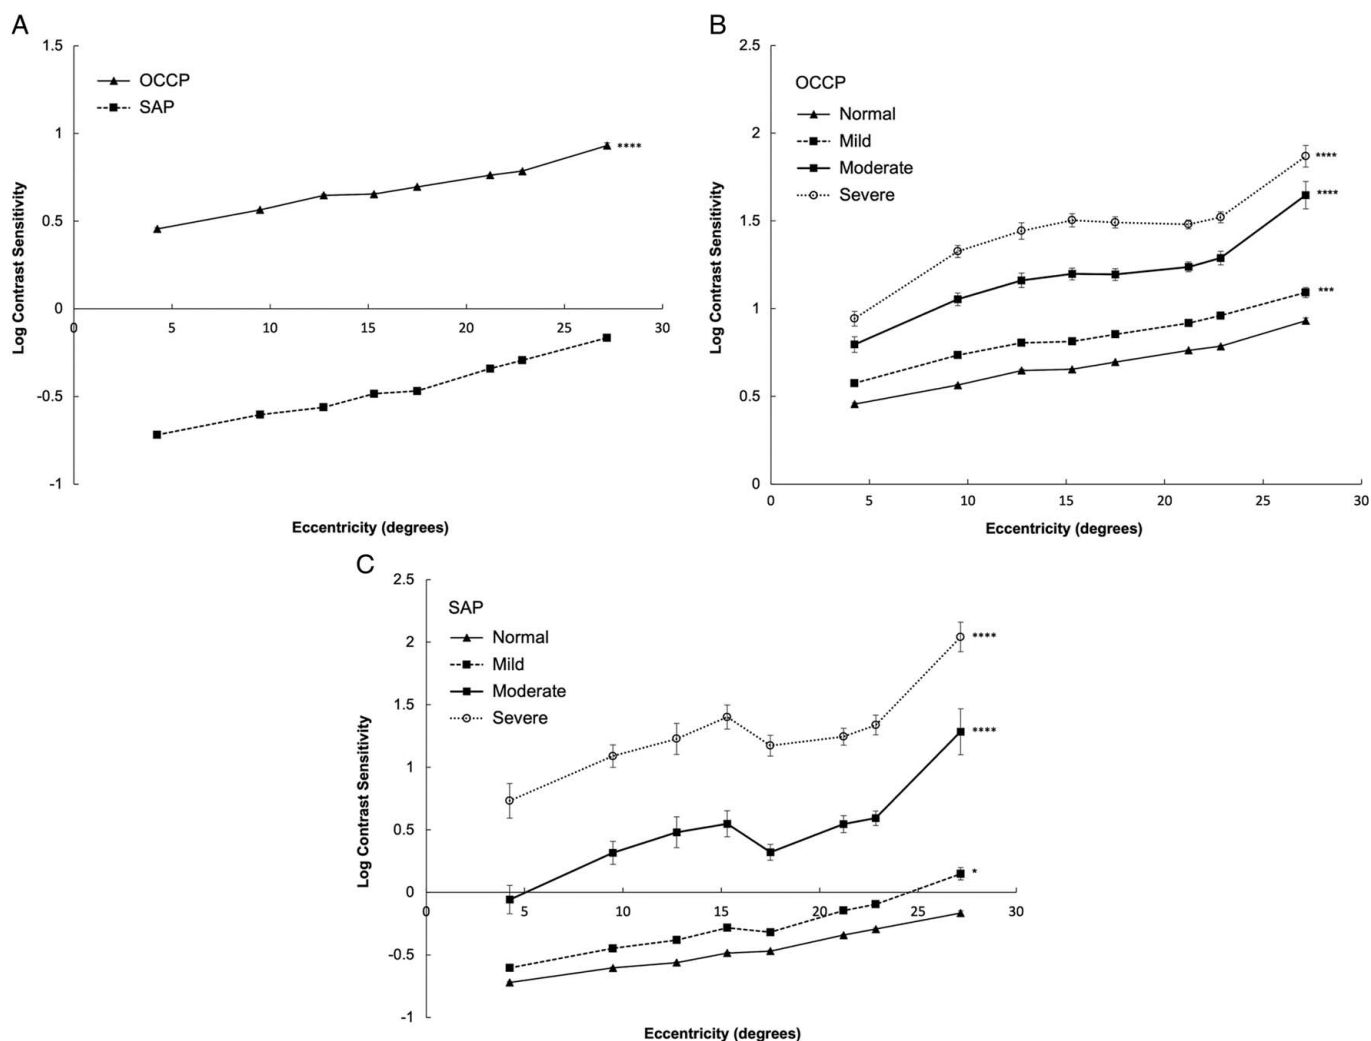 A
1.5
OCCP
SAP
1
****
0.5
0
0 5 10 15 20 25 30
-0.5
-1
Log Contrast Sensitivity
Eccentricity (degrees)
B
2.5
OCCP
Normal
2
Mild
Moderate
****
Severe
****
1.5
1
***
0.5
0
0 5 10 15 20 25 30
Log Contrast Sensitivity
Eccentricity (degrees)
C
2.5
SAP
Normal
2
****
Mild
Moderate
Severe
1.5
****
1
0.5
*
0
0 5 10 15 20 25 30
-0.5
-1
Log Contrast Sensitivity
Eccentricity (degrees)